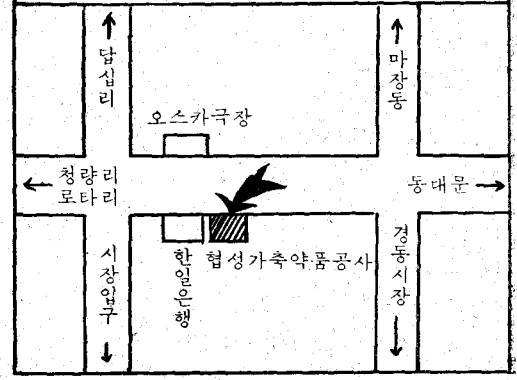 답십리
마장동
오스카극장
청량리
로타리
동대문
시장입구
한일은행
협성가축약품공사
경동시장